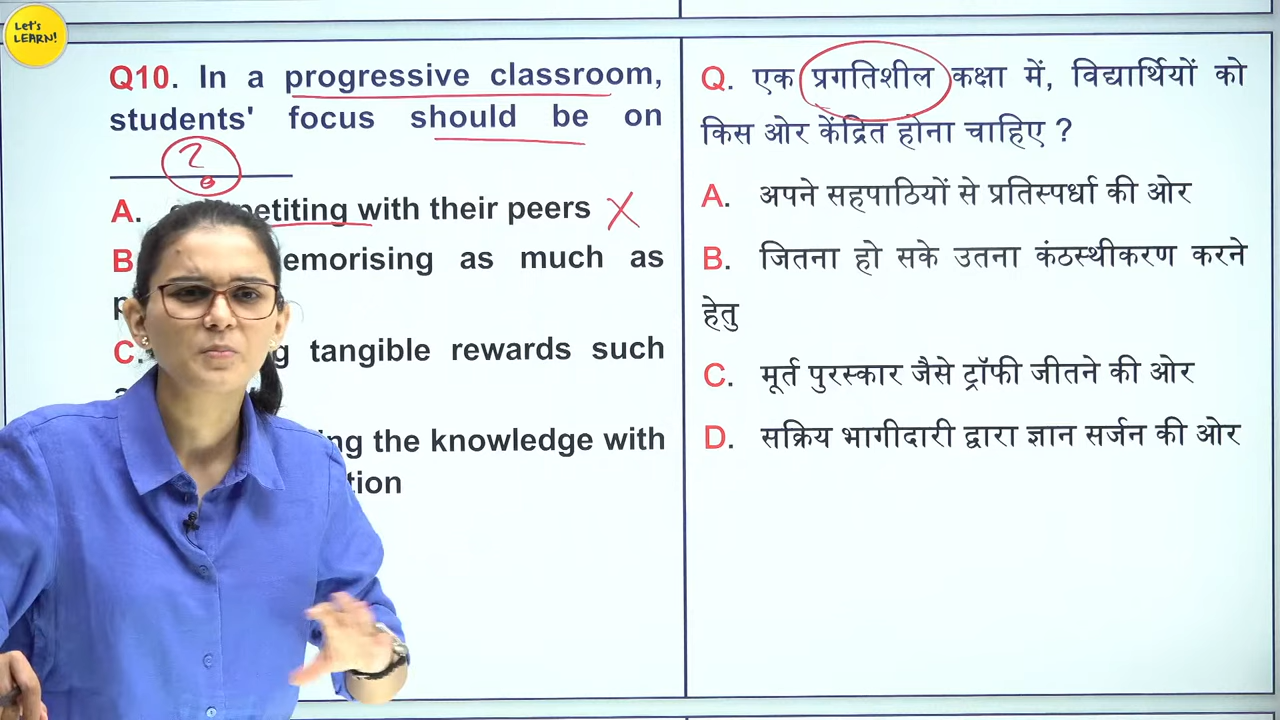 Let's
LEARN!
Q10. In a progressive classroom,
students' focus should be on
?
A. petiting with their peers X
B emorising as much as
C. tangible rewards such
ing the knowledge with
tion
Q. एक प्रगतिशील कक्षा में, विद्यार्थियों को
किस ओर केंद्रित होना चाहिए ?
A. अपने सहपाठियों से प्रतिस्पर्धा की ओर
B. जितना हो सके उतना कंठस्थीकरण करने
हेतु
C. मूर्त पुरस्कार जैसे ट्रॉफी जीतने की ओर
D. सक्रिय भागीदारी द्वारा ज्ञान सर्जन की ओर